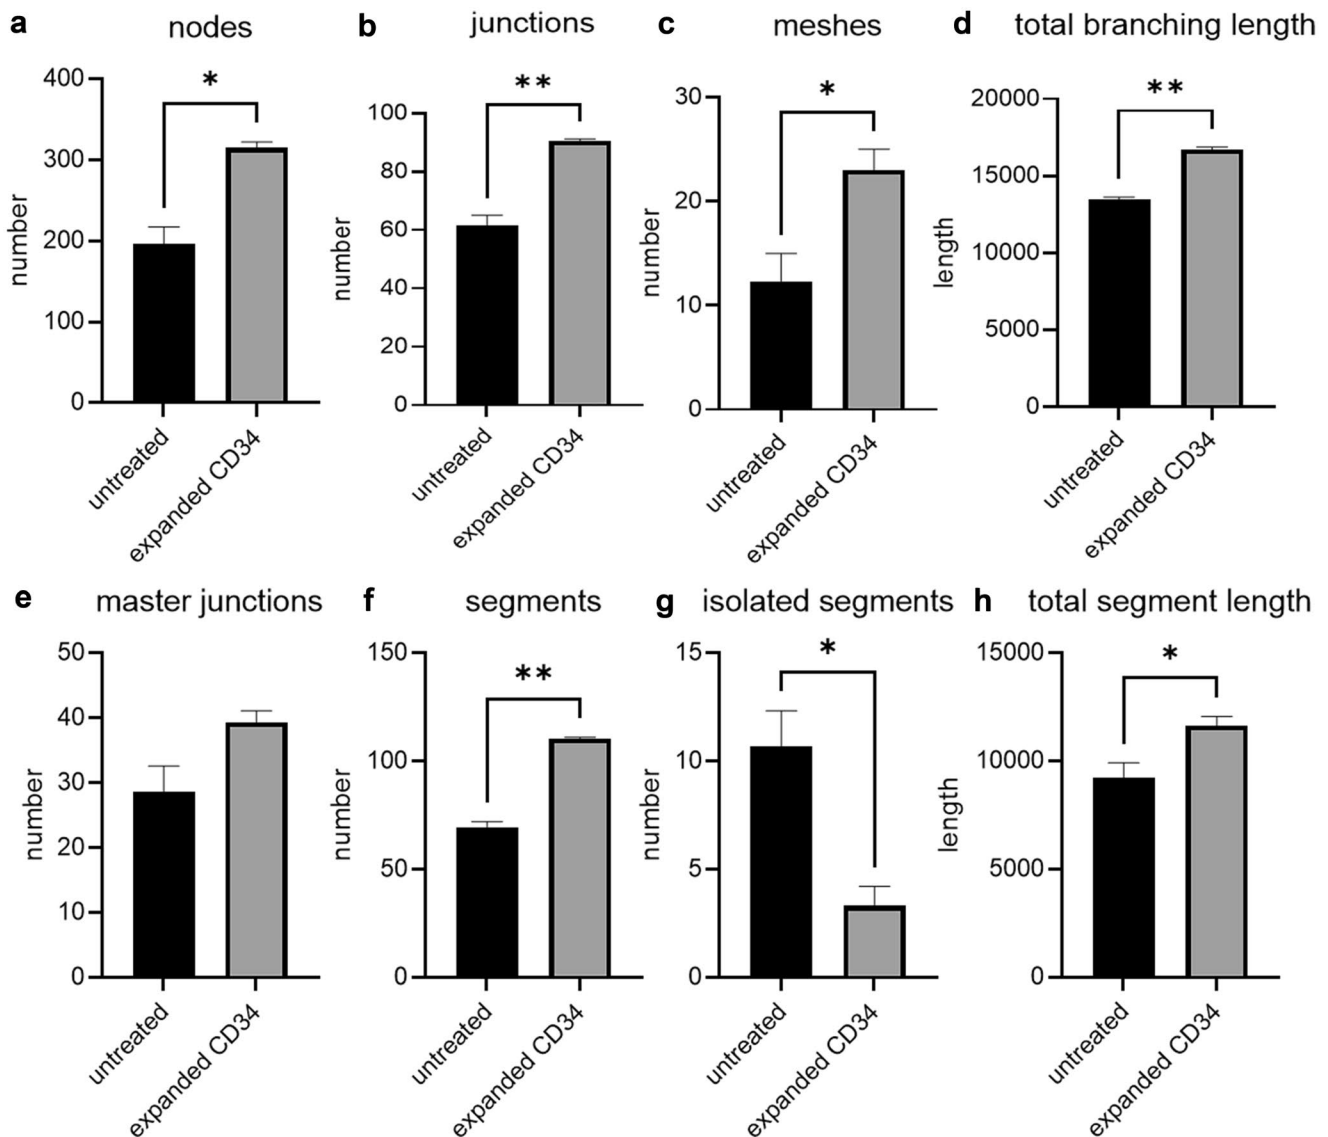 a nodes
400
300
200
100
0
number
*
untreated
expanded CD34
b junctions
100
80
60
40
20
0
number
**
untreated
expanded CD34
c meshes
30
20
10
0
number
*
untreated
expanded CD34
d total branching length
20000
15000
10000
5000
0
length
**
untreated
expanded CD34
e master junctions
50
40
30
20
10
0
number
untreated
expanded CD34
f segments
150
100
50
0
number
**
untreated
expanded CD34
g isolated segments
15
10
5
0
number
*
untreated
expanded CD34
h total segment length
15000
10000
5000
0
length
*
untreated
expanded CD34